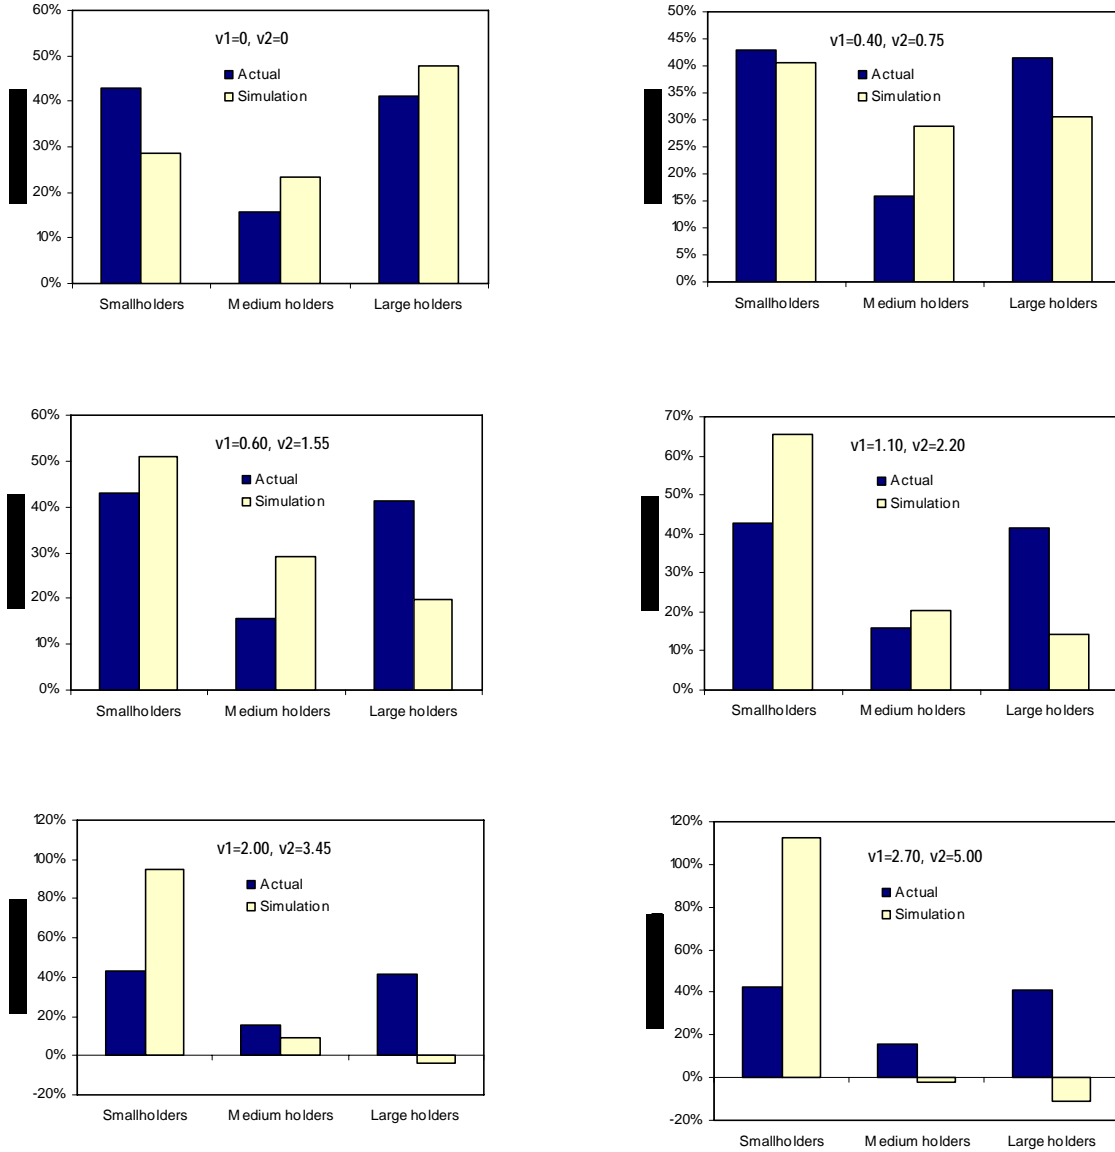 v1=0, v2=0
Actual
Simulation
60%
50%
40%
30%
20%
10%
0%
Smallholders Medium holders Large holders
v1=0.40, v2=0.75
Actual
Simulation
50%
45%
40%
35%
30%
25%
20%
15%
10%
5%
0%
Smallholders Medium holders Large holders
v1=0.60, v2=1.55
Actual
Simulation
60%
50%
40%
30%
20%
10%
0%
Smallholders Medium holders Large holders
v1=1.10, v2=2.20
Actual
Simulation
70%
60%
50%
40%
30%
20%
10%
0%
Smallholders Medium holders Large holders
v1=2.00, v2=3.45
Actual
Simulation
120%
100%
80%
60%
40%
20%
0%
-20%
Smallholders Medium holders Large holders
v1=2.70, v2=5.00
Actual
Simulation
120%
100%
80%
60%
40%
20%
0%
-20%
Smallholders Medium holders Large holders